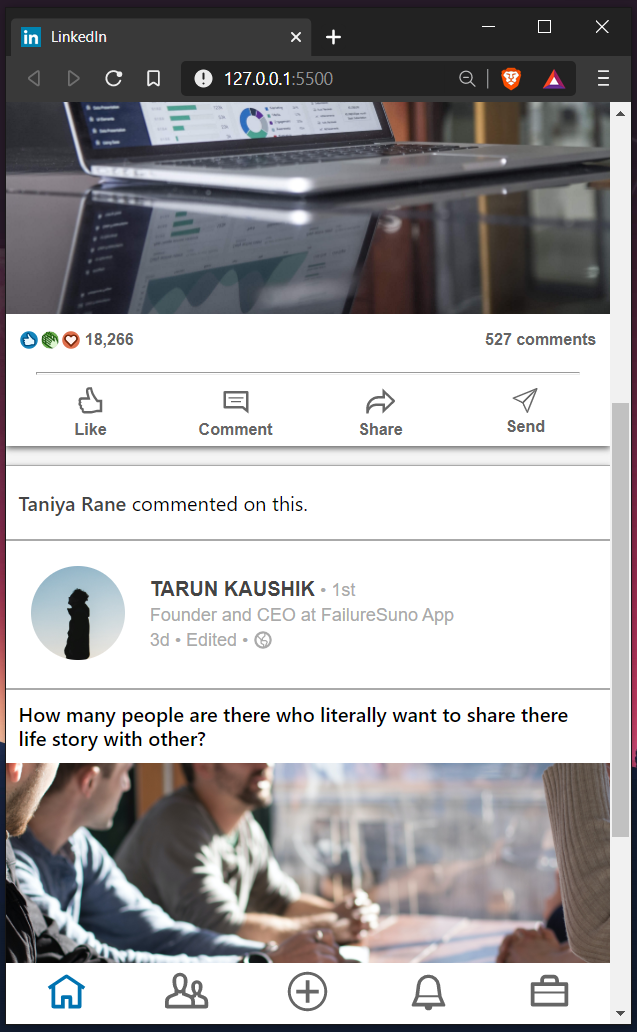 in LinkedIn
127.0.0.1:5500
18,266
527 comments
Like
Comment
Share
Send
Taniya Rane commented on this.
TARUN KAUSHIK • 1st
Founder and CEO at FailureSuno App
3d • Edited •
How many people are there who literally want to share there
life story with other?